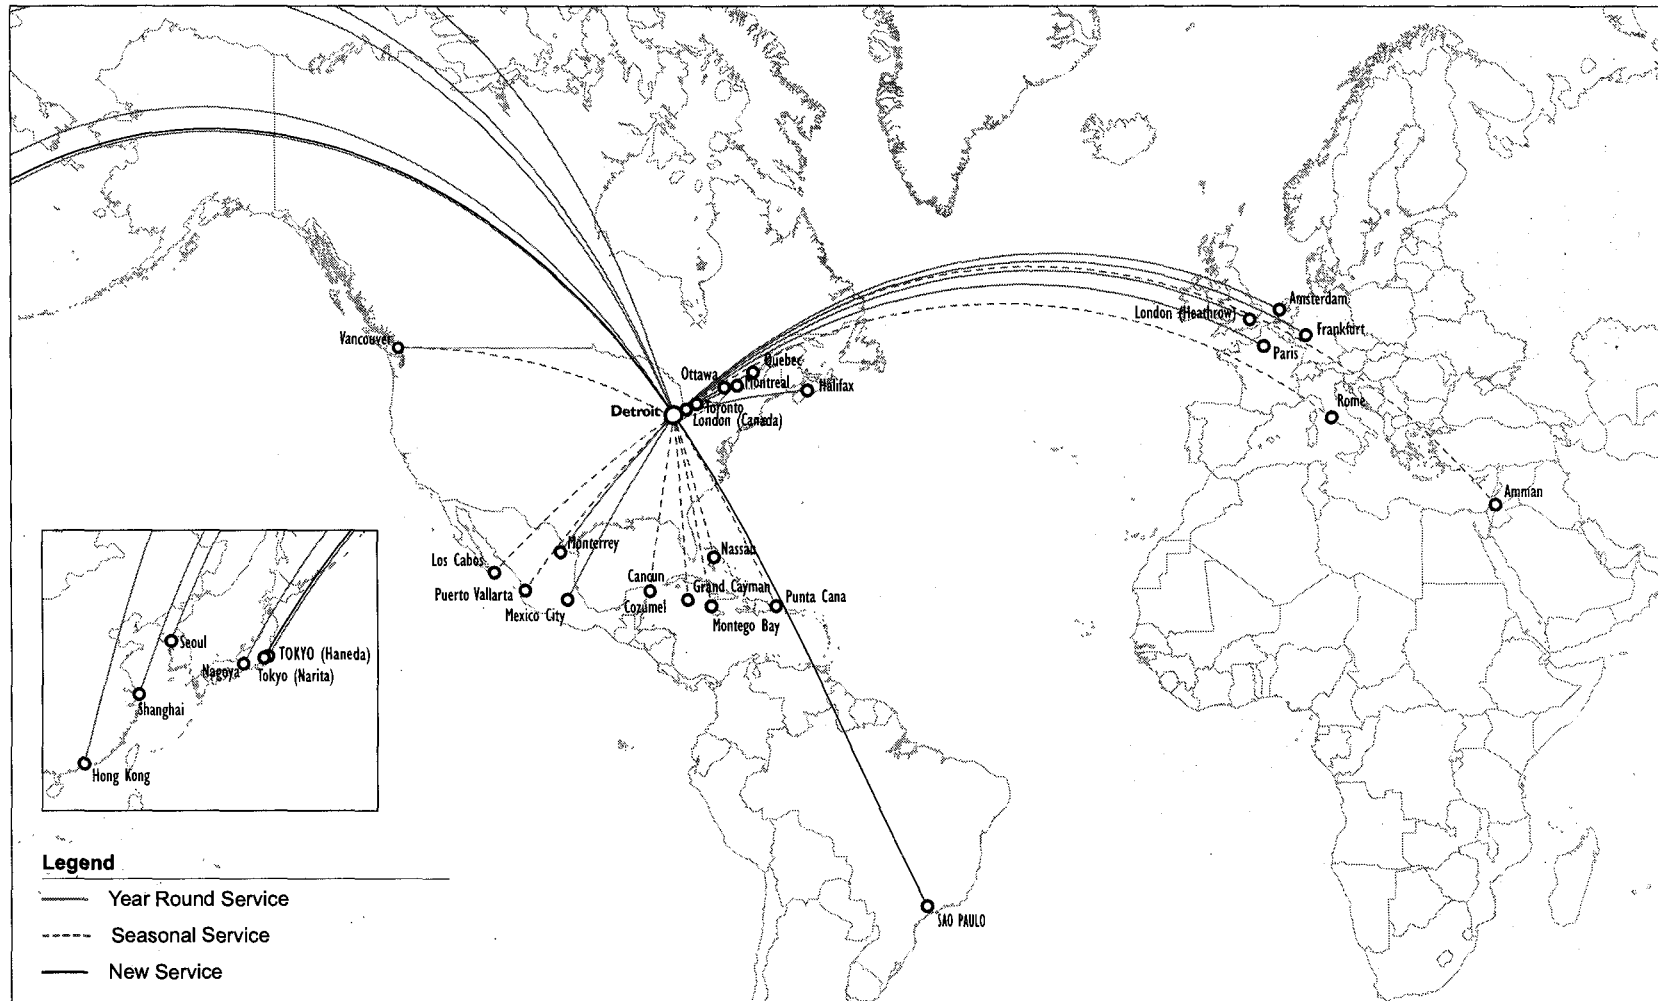 Vancouver
Ottawa
Quebec
Montreal
Halifax
Detroit
Toronto
London (Canada)
London (Heathrow)
Amsterdam
Frankfurt
Paris
Rome
Amman
Los Cabos
Monterrey
Puerto Vallarta
Mexico City
Cancun
Cozumel
Nassau
Grand Cayman
Montego Bay
Punta Cana
SAO PAULO
Seoul
Nagoya
TOKYO (Haneda)
Tokyo (Narita)
Shanghai
Hong Kong
Legend
Year Round Service
Seasonal Service
New Service